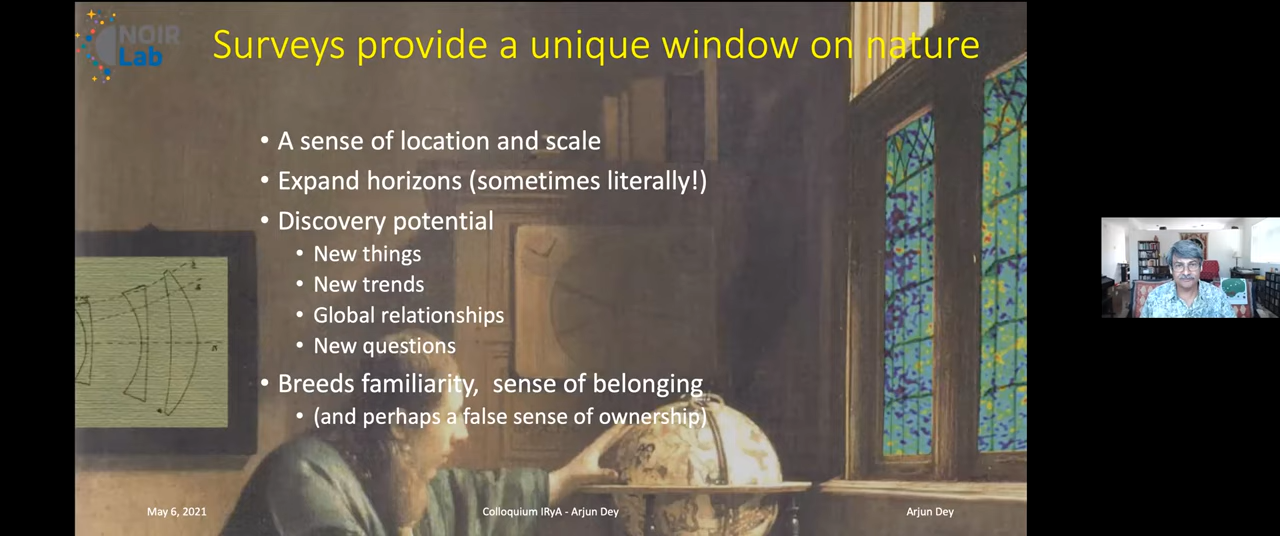 NOIR
Lab
Surveys provide a unique window on nature
• A sense of location and scale
• Expand horizons (sometimes literally!)
• Discovery potential
• New things
• New trends
• Global relationships
• New questions
• Breeds familiarity, sense of belonging
• (and perhaps a false sense of ownership)
May 6, 2021
Colloquium IRyA - Arjun Dey
Arjun Dey